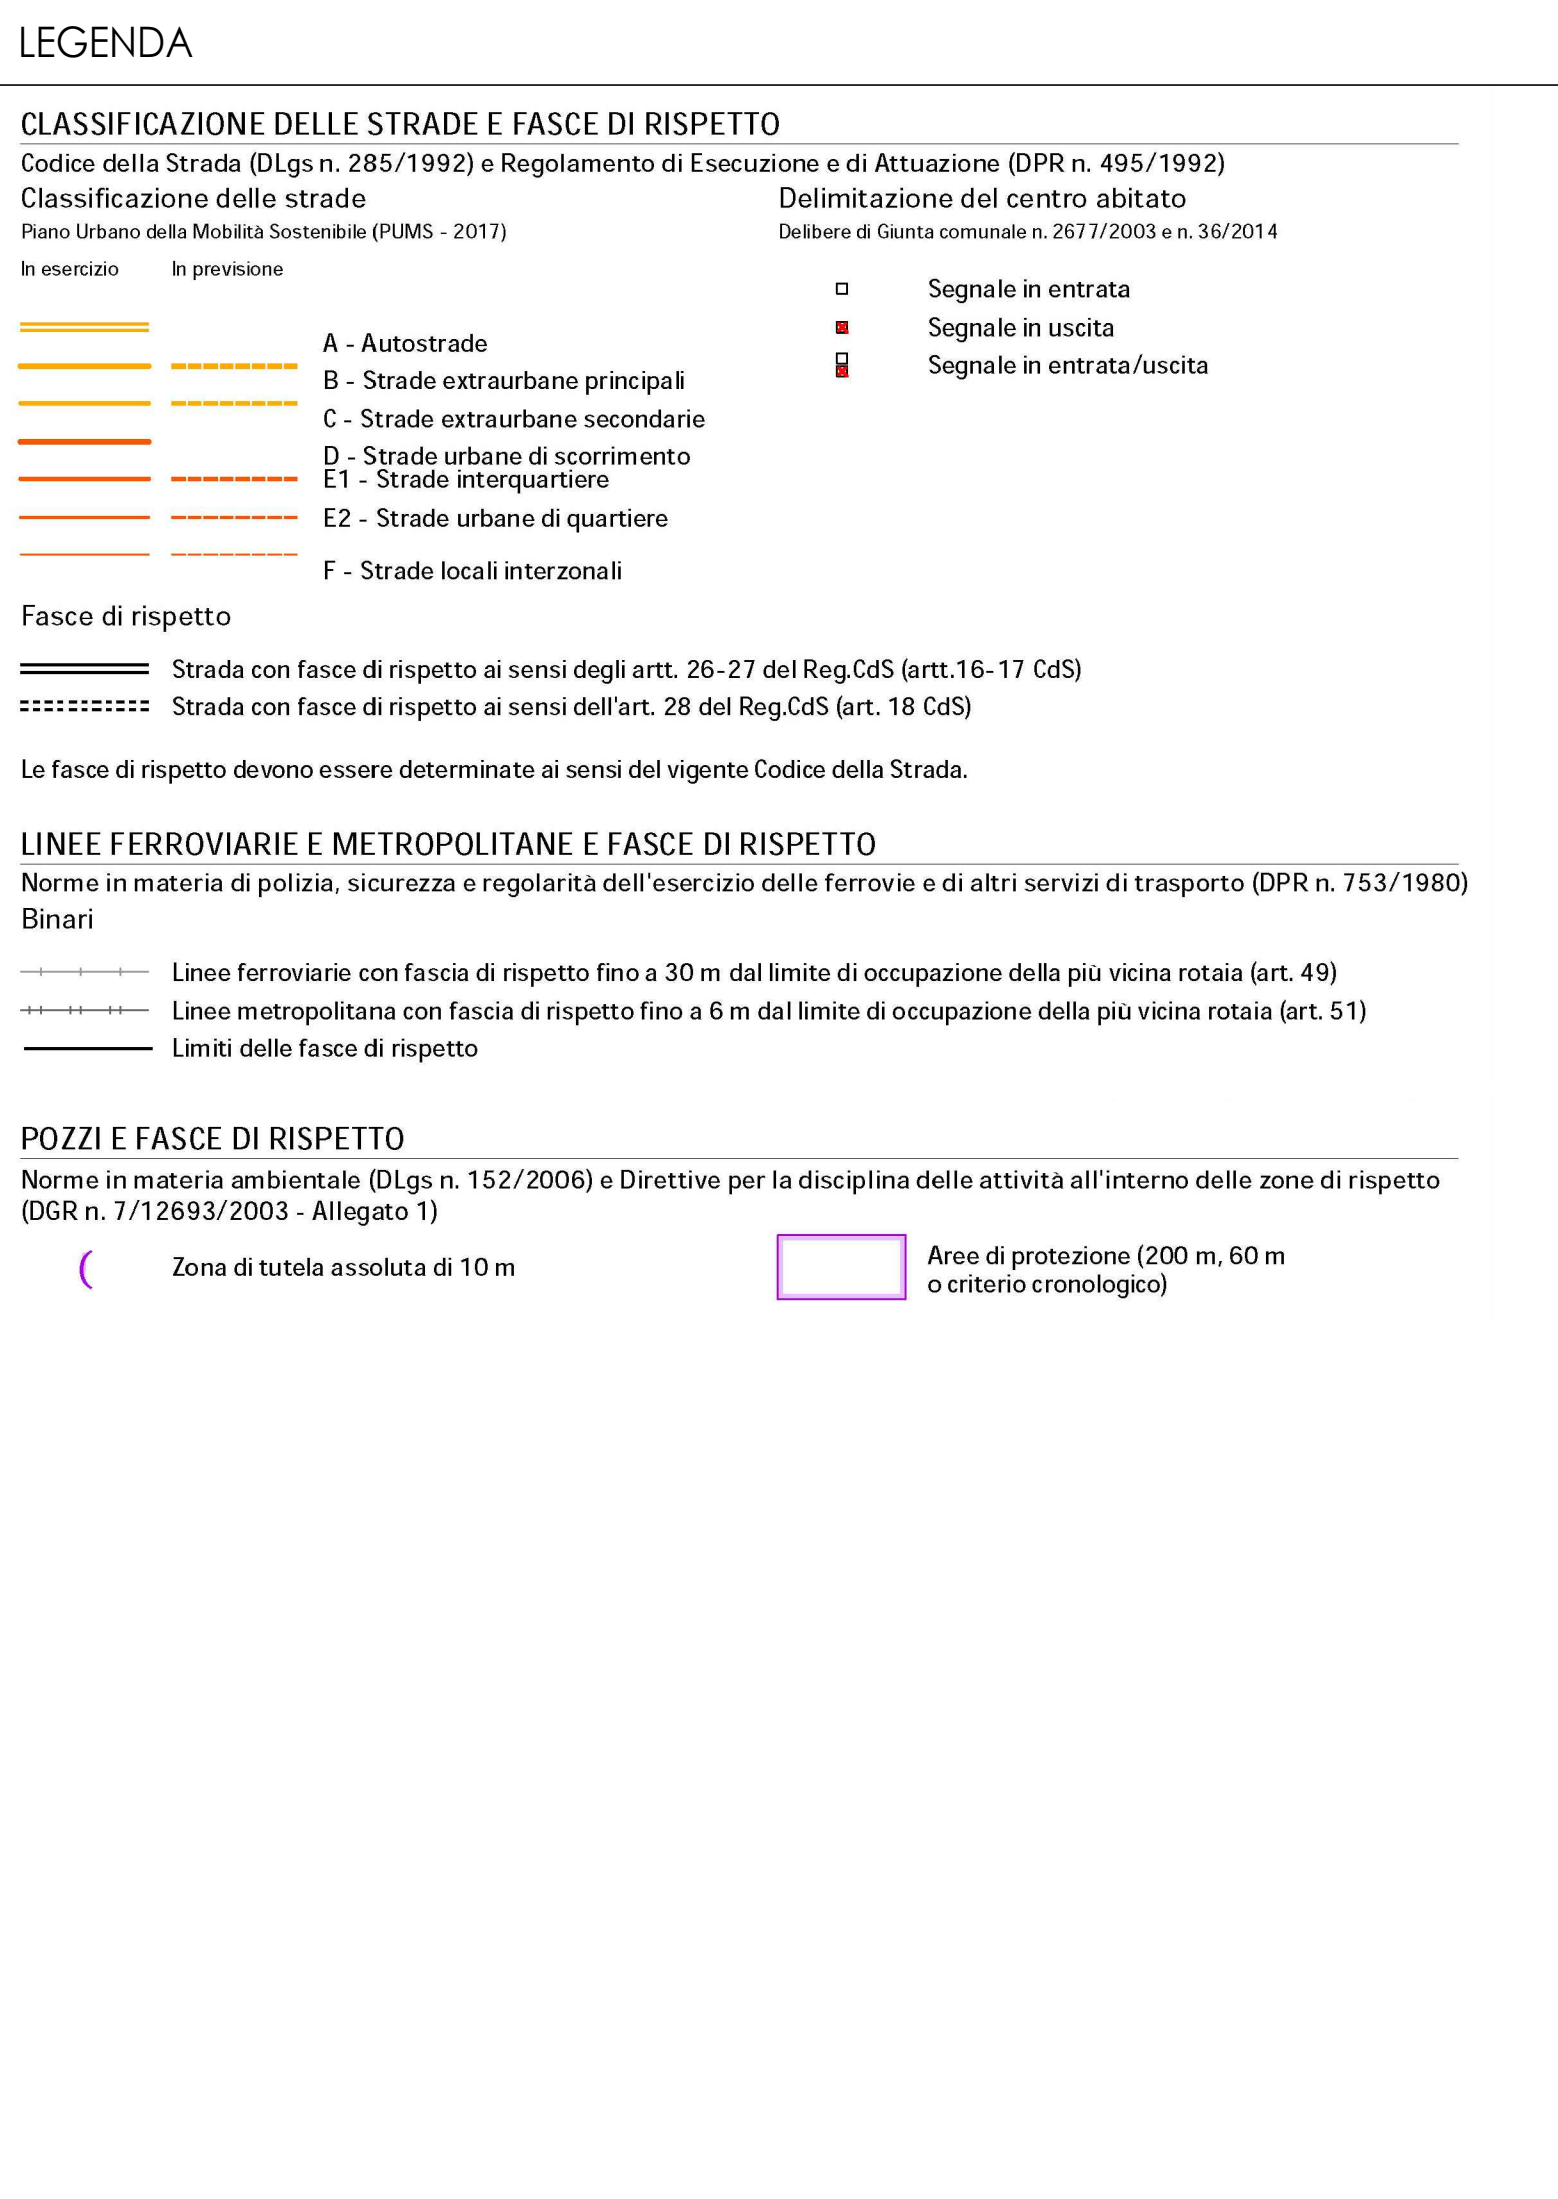 LEGENDA
CLASSIFICAZIONE DELLE STRADE E FASCE DI RISPETTO
Codice della Strada (DLgs n. 285/1992) e Regolamento di Esecuzione e di Attuazione (DPR n. 495/1992)
Classificazione delle strade
Piano Urbano della Mobilità Sostenibile (PUMS - 2017)
In esercizio In previsione
A - Autostrade
B - Strade extraurbane principali
C - Strade extraurbane secondarie
D - Strade urbane di scorrimento
E1 - Strade interquartiere
E2 - Strade urbane di quartiere
F - Strade locali interzonali
Delimitazione del centro abitato
Delibere di Giunta comunale n. 2677/2003 e n. 36/2014
Segnale in entrata
Segnale in uscita
Segnale in entrata/uscita
Fasce di rispetto
Strada con fasce di rispetto ai sensi degli artt. 26-27 del Reg.CdS (artt.16-17 CdS)
Strada con fasce di rispetto ai sensi dell'art. 28 del Reg.CdS (art. 18 CdS)
Le fasce di rispetto devono essere determinate ai sensi del vigente Codice della Strada.
LINEE FERROVIARIE E METROPOLITANE E FASCE DI RISPETTO
Norme in materia di polizia, sicurezza e regolarità dell'esercizio delle ferrovie e di altri servizi di trasporto (DPR n. 753/1980)
Binari
Linee ferroviarie con fascia di rispetto fino a 30 m dal limite di occupazione della più vicina rotaia (art. 49)
Linee metropolitana con fascia di rispetto fino a 6 m dal limite di occupazione della più vicina rotaia (art. 51)
Limiti delle fasce di rispetto
POZZI E FASCE DI RISPETTO
Norme in materia ambientale (DLgs n. 152/2006) e Direttive per la disciplina delle attività all'interno delle zone di rispetto
(DGR n. 7/12693/2003 - Allegato 1)
Zona di tutela assoluta di 10 m
Aree di protezione (200 m, 60 m
o criterio cronologico)